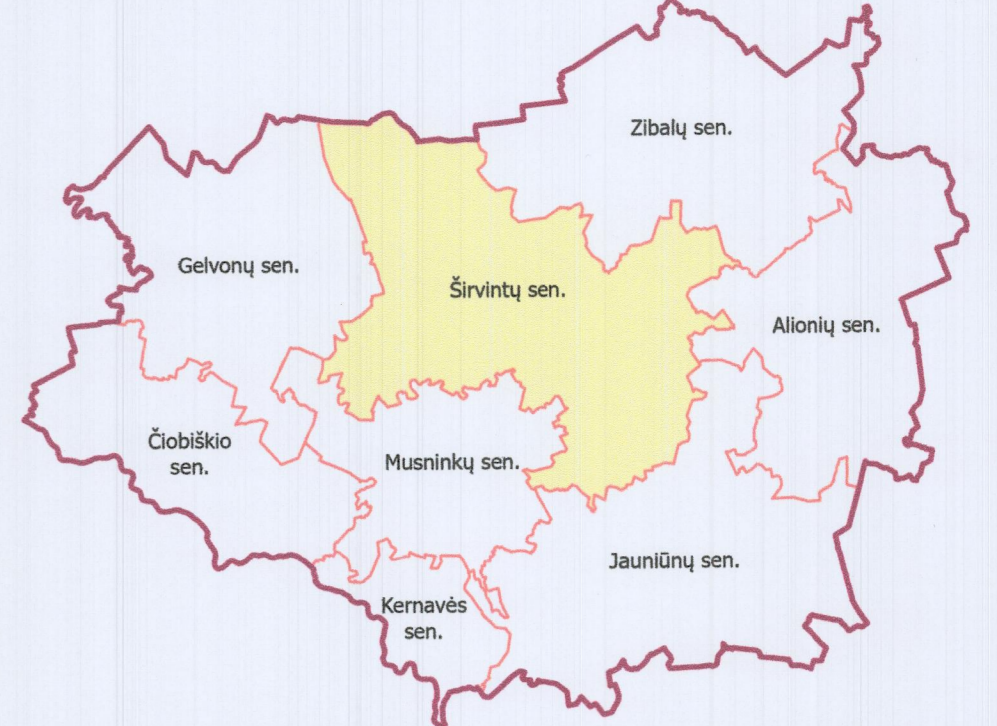 Zibalų sen.
Gelvonų sen.
Širvintų sen.
Alionių sen.
Čiobiškio
sen.
Musninkų sen.
Jauniūnų sen.
Kernavės
sen.